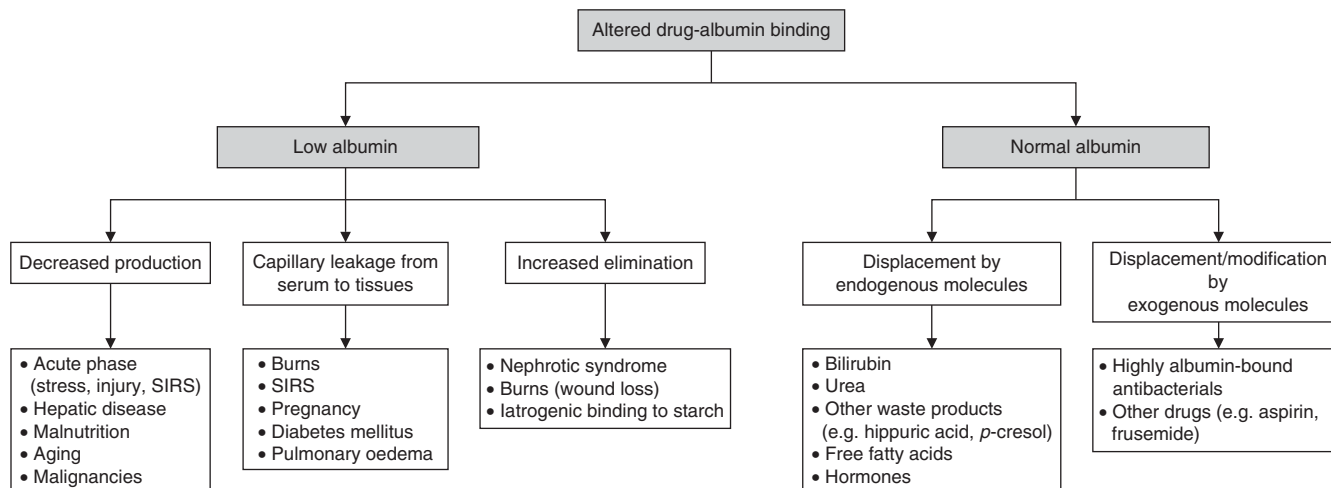 Altered drug-albumin binding
Low albumin
Normal albumin
Decreased production
Capillary leakage from
serum to tissues
Increased elimination
Displacement by
endogenous molecules
Displacement/modification
by
exogenous molecules
• Acute phase
(stress, injury, SIRS)
• Hepatic disease
• Malnutrition
• Aging
• Malignancies
• Burns
• SIRS
• Pregnancy
• Diabetes mellitus
• Pulmonary oedema
• Nephrotic syndrome
• Burns (wound loss)
• Iatrogenic binding to starch
• Bilirubin
• Urea
• Other waste products
(e.g. hippuric acid, p-cresol)
• Free fatty acids
• Hormones
• Highly albumin-bound
antibacterials
• Other drugs (e.g. aspirin,
frusemide)